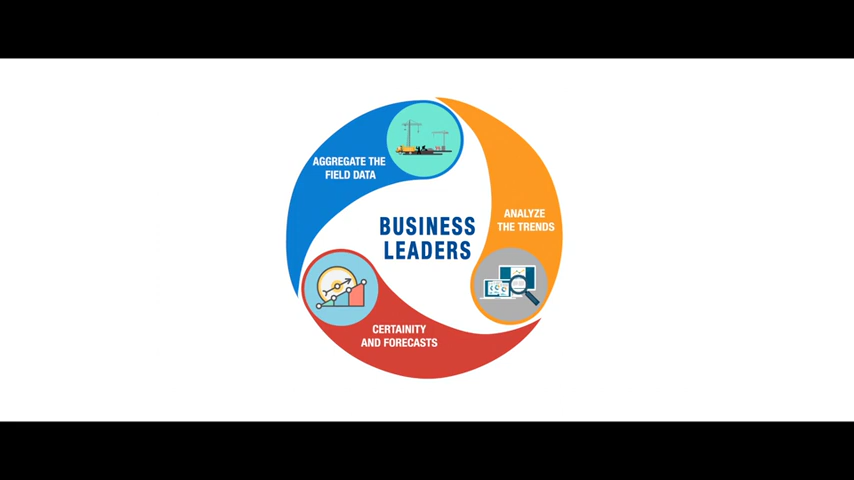 AGGREGATE THE
FIELD DATA
ANALYZE
THE TRENDS
BUSINESS
LEADERS
CERTAINITY
AND FORECASTS